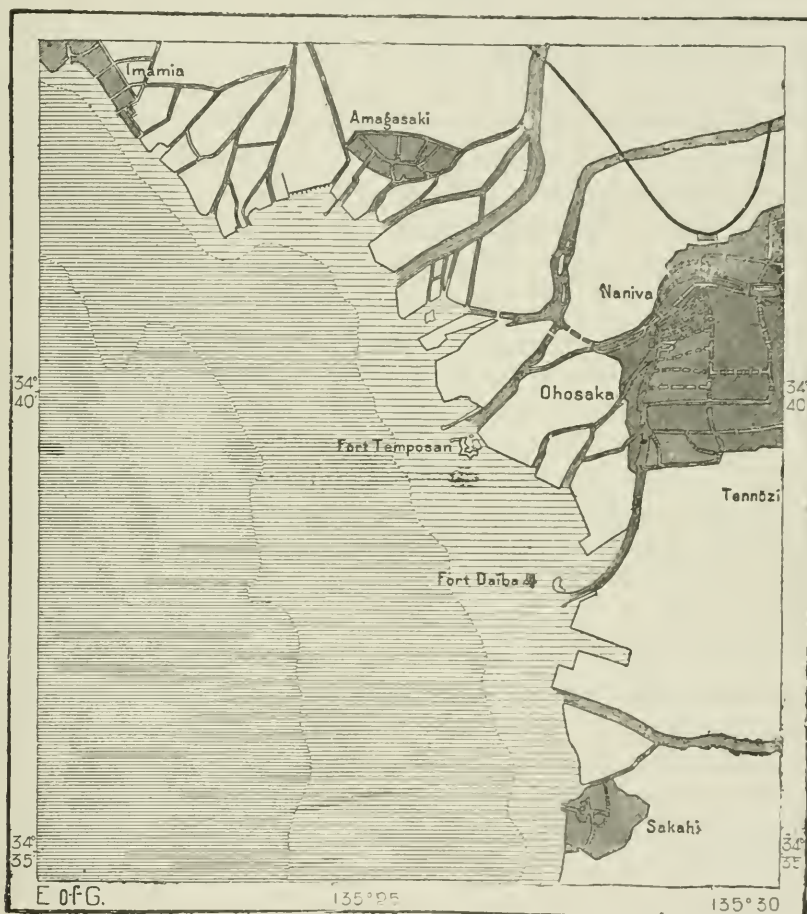 Imamia
Amagasaki
Naniva
34° 40'
34° 40'
Ohosaka
Fort Temposan
Tennōzi
Fort Daība
34° 35'
34° 35'
Sakahi
E of G.
135°25
135°30